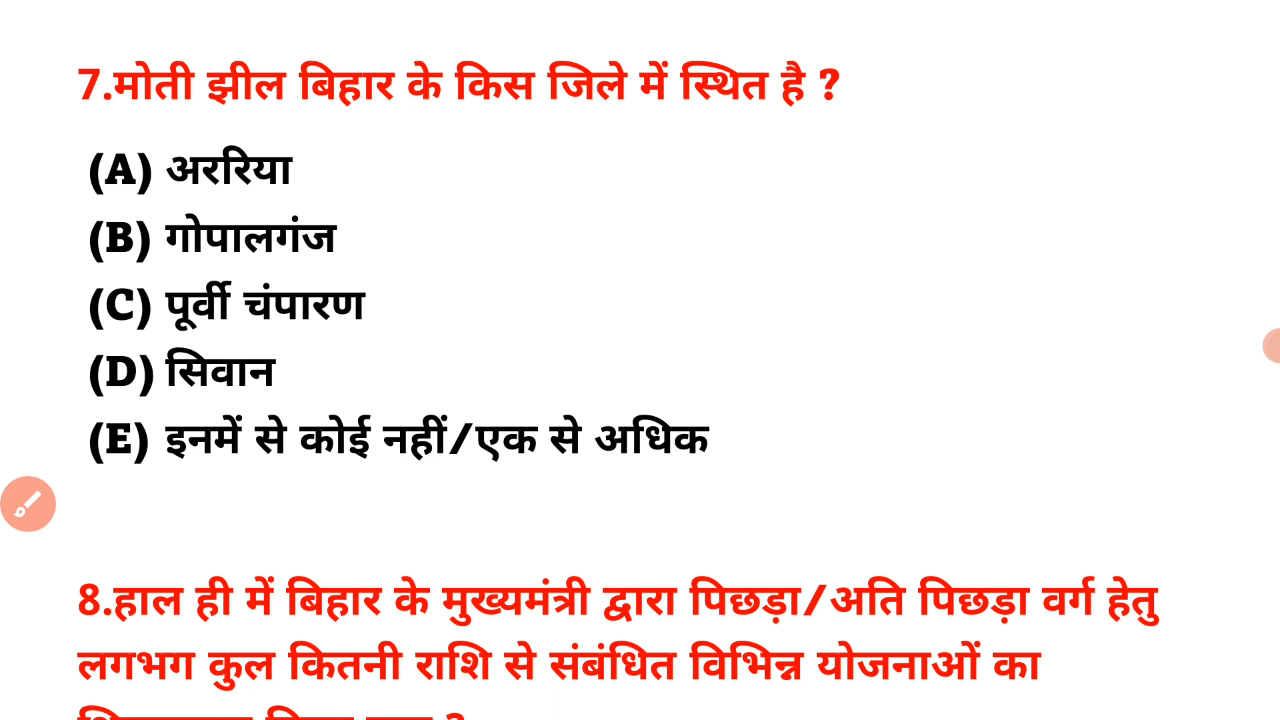 7.मोती झील बिहार के किस जिले में स्थित है ?
(A) अररिया
(B) गोपालगंज
(C) पूर्वी चंपारण
(D) सिवान
(E) इनमें से कोई नहीं/एक से अधिक
8.हाल ही में बिहार के मुख्यमंत्री द्वारा पिछड़ा/अति पिछड़ा वर्ग हेतु
लगभग कुल कितनी राशि से संबंधित विभिन्न योजनाओं का